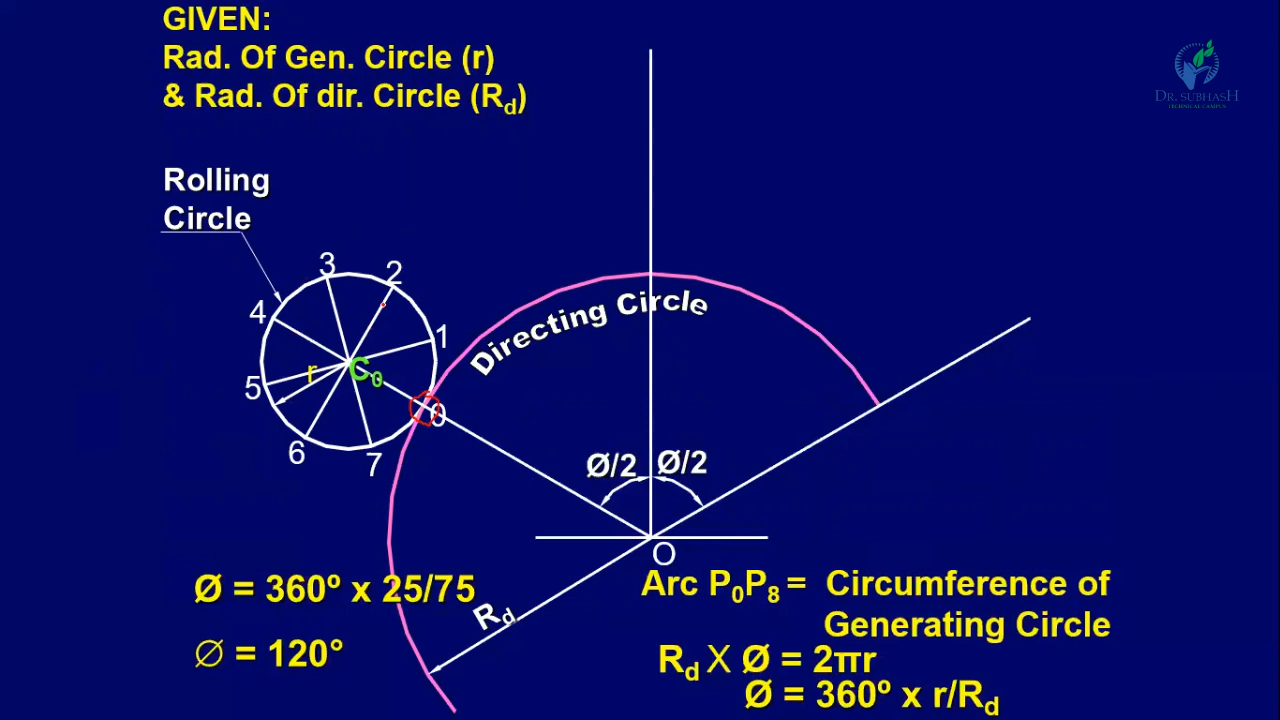 GIVEN:
Rad. Of Gen. Circle (r)
& Rad. Of dir. Circle (Rd)
DR. SUBHASH
TECHNICAL CAMPUS
Rolling
Circle
3
2
4
1
Directing Circle
r
C0
5
0
6
7
Ø/2
Ø/2
O
Rd
Ø = 360º x 25/75
∅ = 120°
Arc P0P8 = Circumference of
Generating Circle
Rd X Ø = 2πr
Ø = 360º x r/Rd